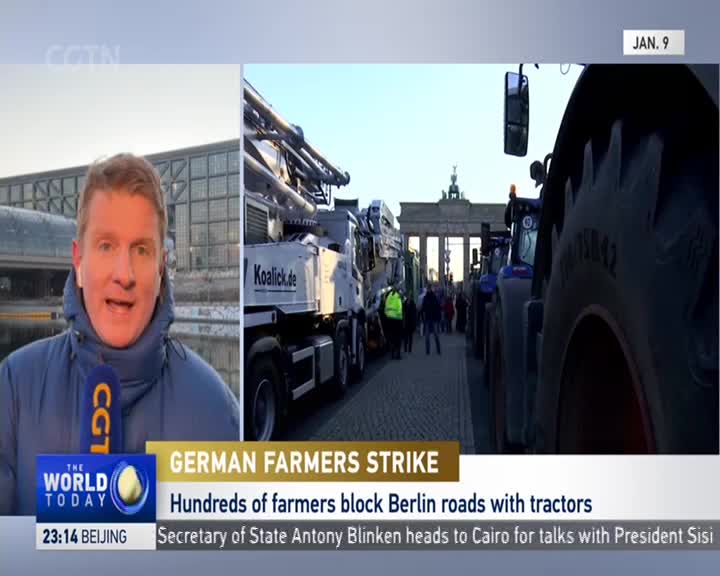 CGTN
JAN. 9
Koalick.de
CGT
THE
WORLD
TODAY
GERMAN FARMERS STRIKE
Hundreds of farmers block Berlin roads with tractors
23:14 BEIJING
Secretary of State Antony Blinken heads to Cairo for talks with President Sisi